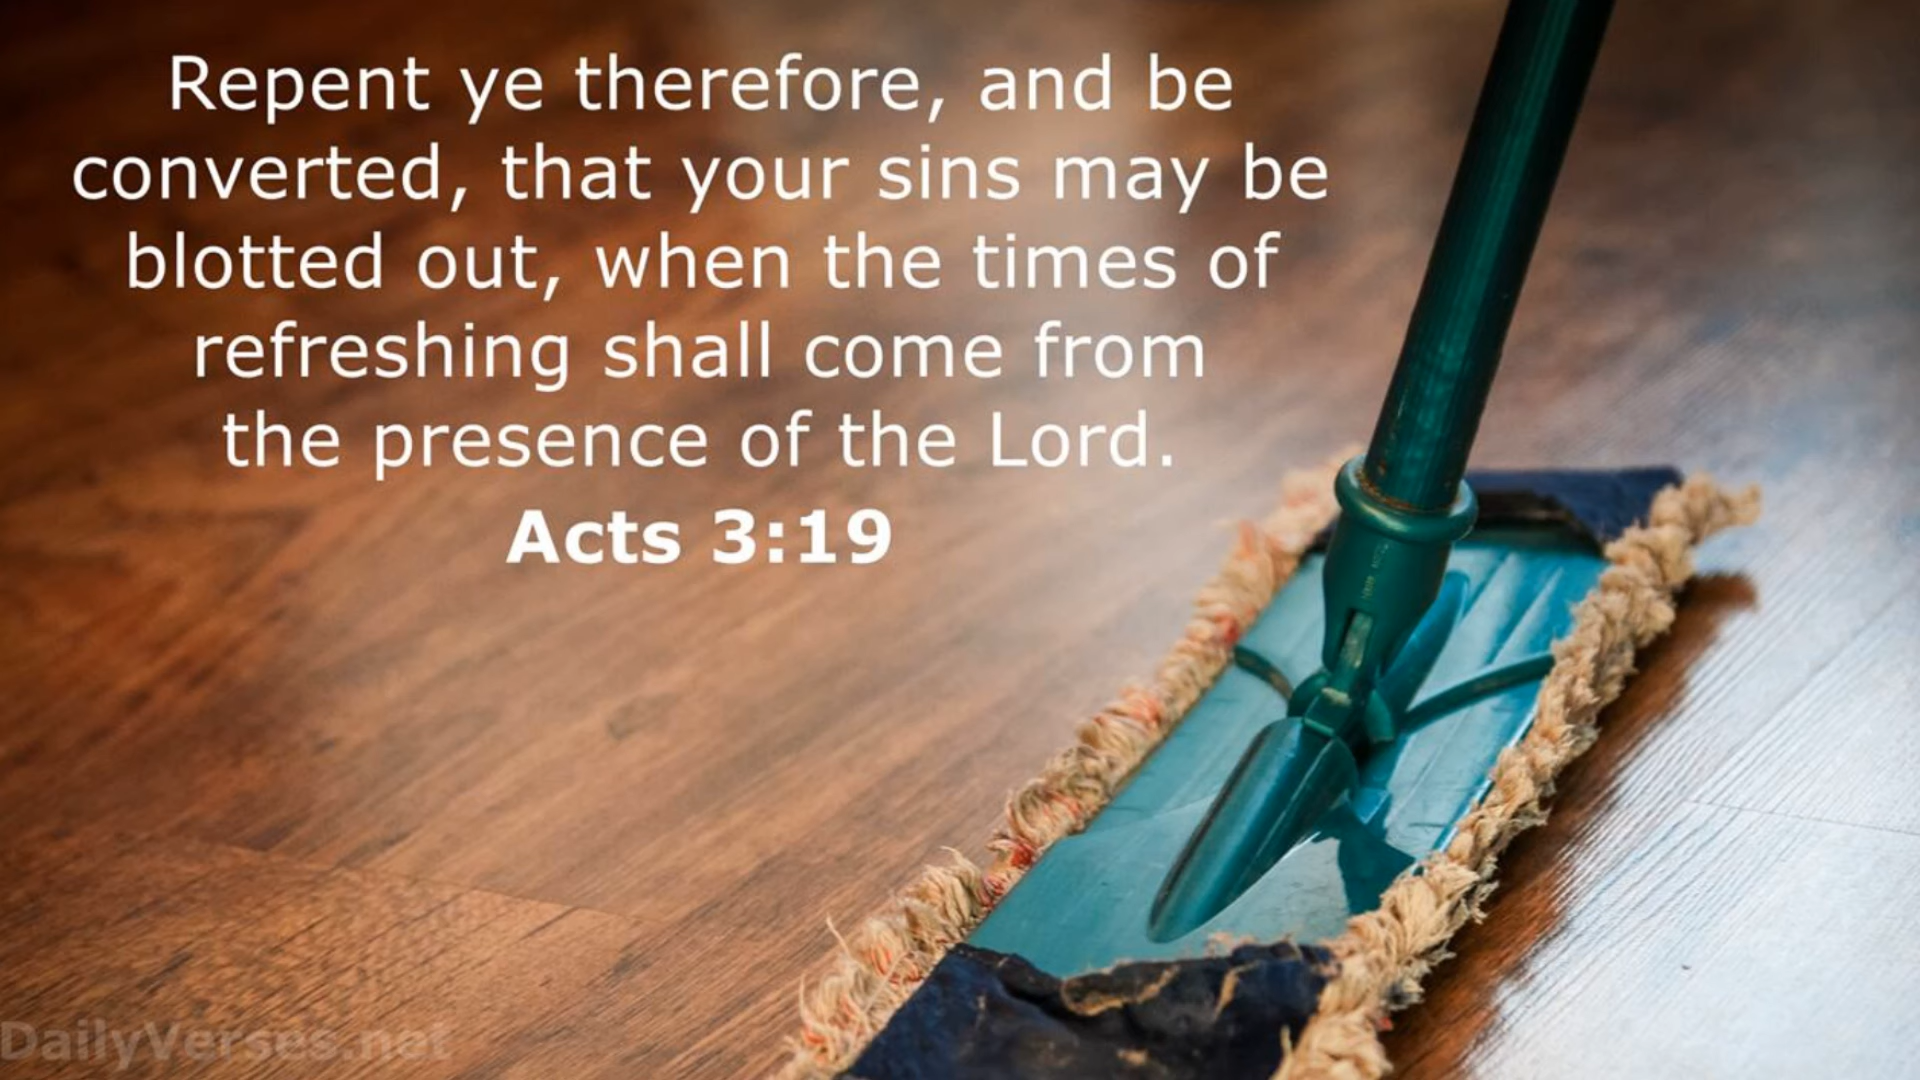 Repent ye therefore, and be
converted, that your sins may be
blotted out, when the times of
refreshing shall come from
the presence of the Lord.
Acts 3:19
DailyVerses.net